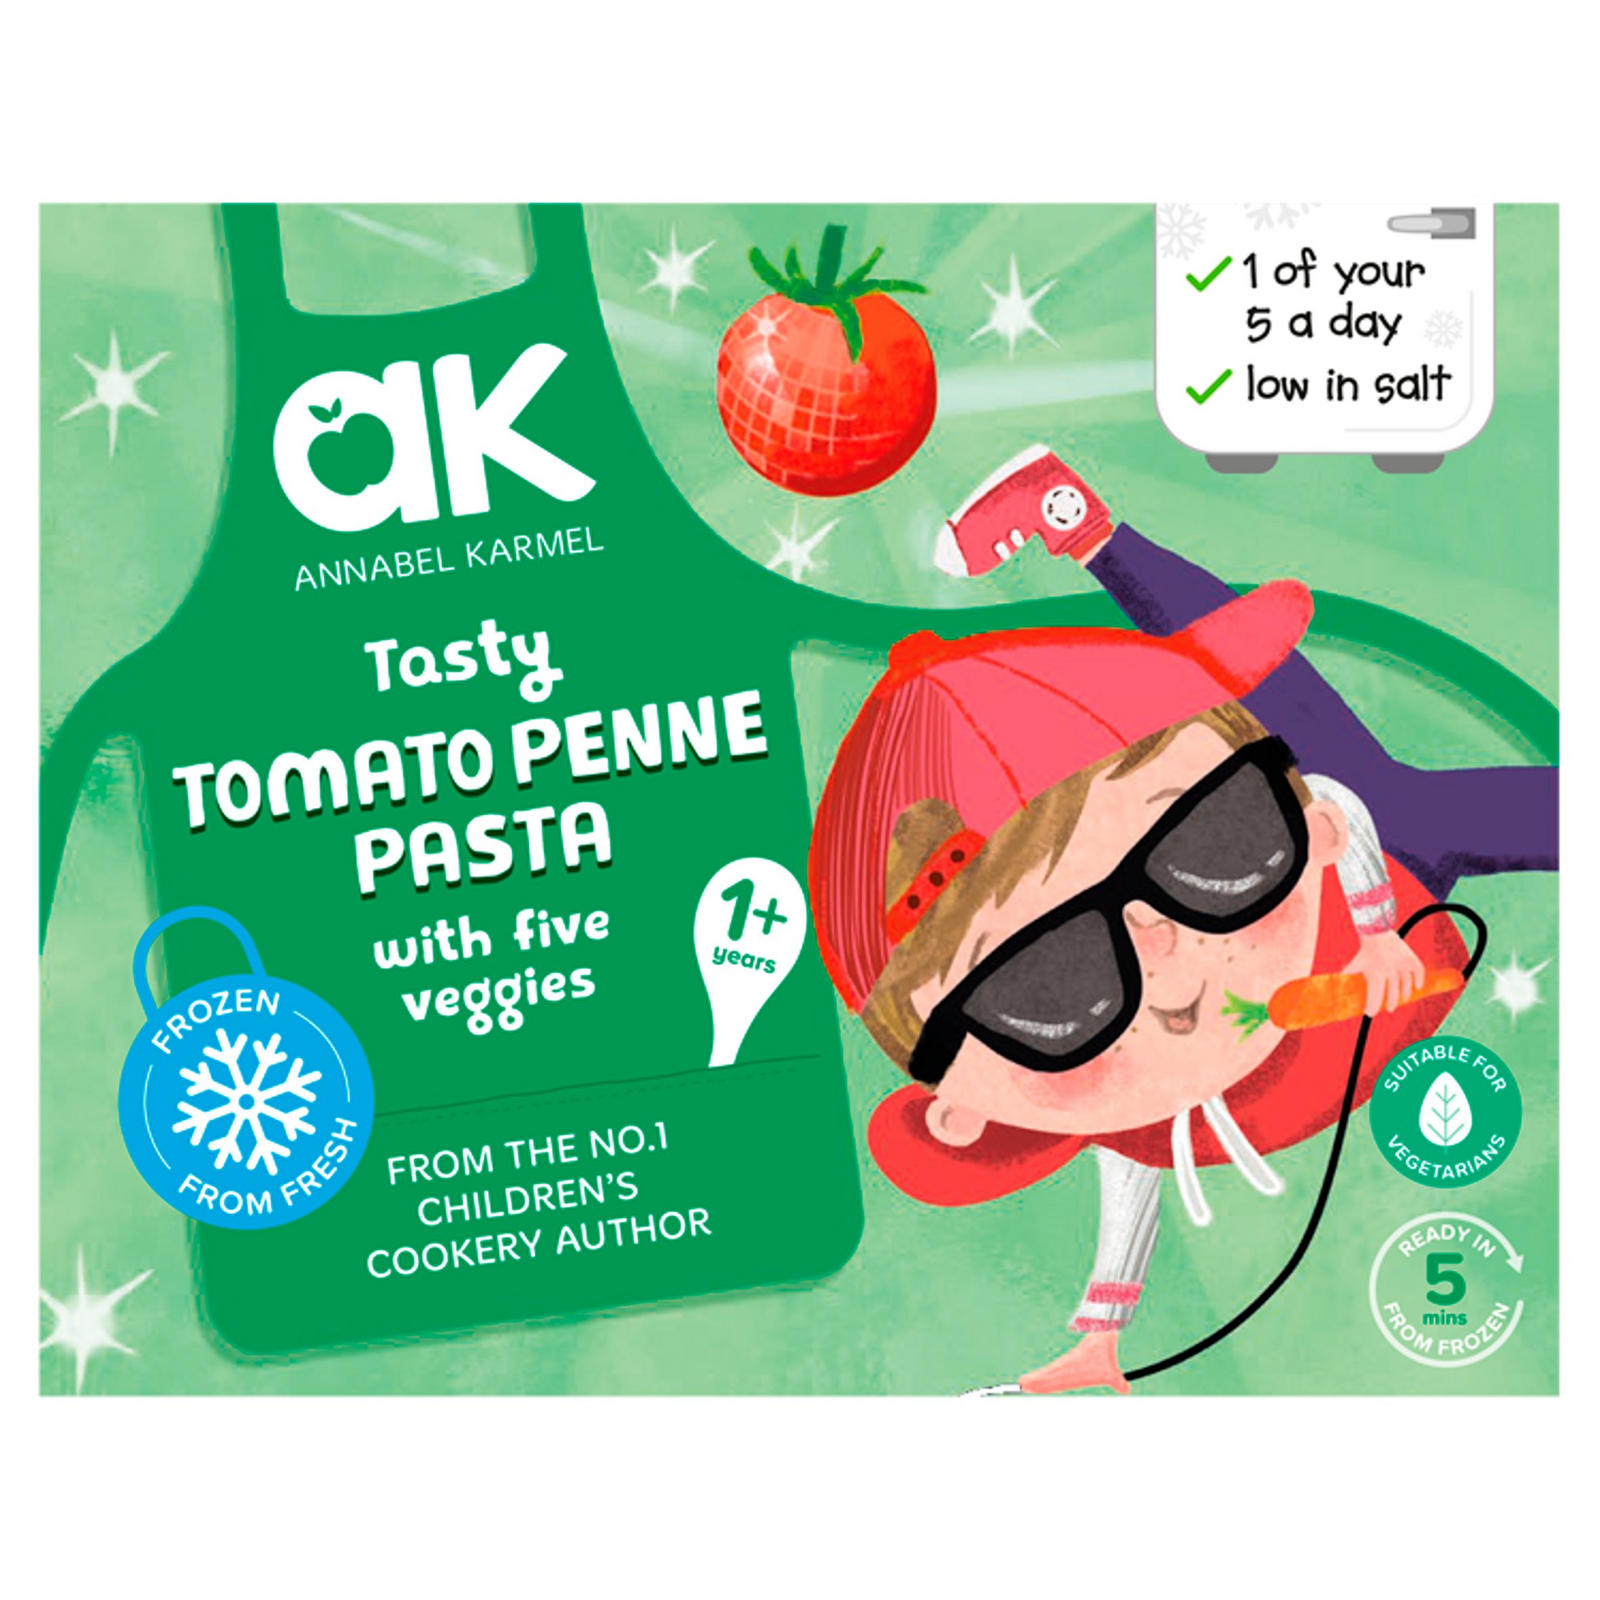 ak
ANNABEL KARMEL
Tasty
TOMATO PENNE
PASTA
with five
veggies
1+
years
FROZEN
FROM FRESH
FROM THE NO.1
CHILDREN'S
COOKERY AUTHOR
1 of your
5 a day
low in salt
SUITABLE FOR
VEGETARIANS
READY IN
5
mins
FROM FROZEN